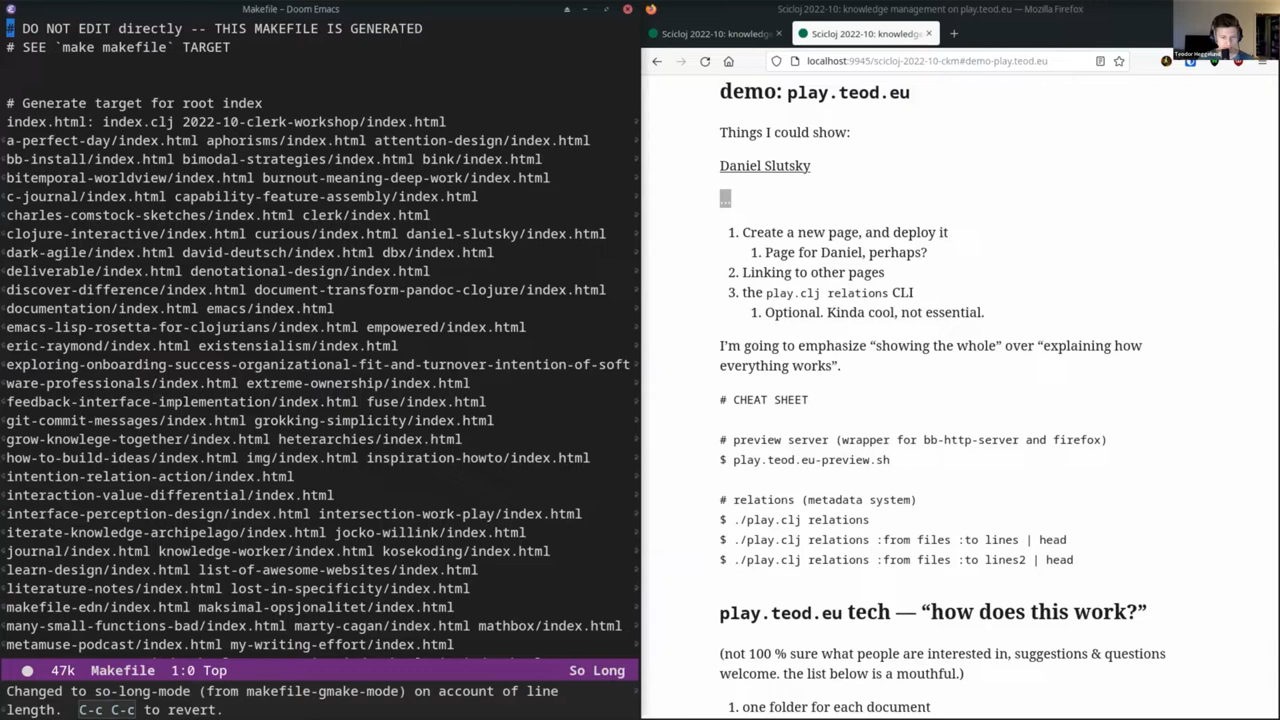 Makefile – Doom Emacs
# DO NOT EDIT directly -- THIS MAKEFILE IS GENERATED
# SEE `Makefile` TARGET
# Generate target for root index
index.html: index.clj 2022-10-clerk-workshop/index.html
a-perfect-day/index.html aphorisms/index.html attention-design/index.html
bb-install/index.html bimodal-strategies/index.html bink/index.html
binomial-worldview/index.html burnout-meaning-deep-work/index.html
c-journal/index.html capability-feature-assembly/index.html
charles-comstock-sketches/index.html clerk/index.html
clojure-interactive/index.html curious/index.html daniel-slutsky/index.html
dark-agile/index.html david-deutsch/index.html dbx/index.html
deliverable/index.html denotational-design/index.html
discover-difference/index.html document-transform-pandoc-clojure/index.html
documentation/index.html emacs/index.html
emacs-learning-for-clojurians/index.html empowered/index.html
eric-raymond/index.html existensialism/index.html
exploring-onboarding-success-organizational-fit-and-turnover-intention-of-soft
ware-professionals/index.html extreme-ownership/index.html
feedback-interface-implementation/index.html fuse/index.html
git-commit-messages/index.html grokking-simplicity/index.html
grow-knowlege-together/index.html heterarchies/index.html
how-to-build-ideas/index.html img/index.html inspiration-howto/index.html
intention-relation-action/index.html
interaction-value-differential/index.html
interface-perception-design/index.html intersection-work-play/index.html
iterate-knowledge-archipelago/index.html jocko-willink/index.html
journal/index.html knowledge-worker/index.html kosekoding/index.html
learn-design/index.html list-of-awesome-websites/index.html
literature-notes/index.html lost-in-specificity/index.html
makefile-edn/index.html maksimal-opsjonalitet/index.html
many-small-functions-bad/index.html marty-cagan/index.html mathbox/index.html
metamuse-podcast/index.html my-writing-effort/index.html
47k Makefile 1:0 Top So Long
Changed to so-long-mode (from makefile-gmake-mode) on account of line
length. C-c C-c to revert.
Scicloj 2022-10: knowledge management on play.teod.eu — Mozilla Firefox
Scicloj 2022-10: knowledge
Scicloj 2022-10: knowledge
localhost:9945/scicloj-2022-10-ckm#demo-play.teod.eu
Teodor Heggelund
demo: play.teod.eu
Things I could show:
Daniel Slutsky
...
1. Create a new page, and deploy it
1. Page for Daniel, perhaps?
2. Linking to other pages
3. the play.clj relations CLI
1. Optional. Kinda cool, not essential.
I’m going to emphasize “showing the whole” over “explaining how
everything works”.
# CHEAT SHEET
# preview server (wrapper for bb-http-server and firefox)
$ play.teod.eu-preview.sh
# relations (metadata system)
$ ./play.clj relations
$ ./play.clj relations :from files :to lines | head
$ ./play.clj relations :from files :to lines2 | head
play.teod.eu tech — “how does this work?”
(not 100 % sure what people are interested in, suggestions & questions
welcome. the list below is a mouthful.)
1. one folder for each document